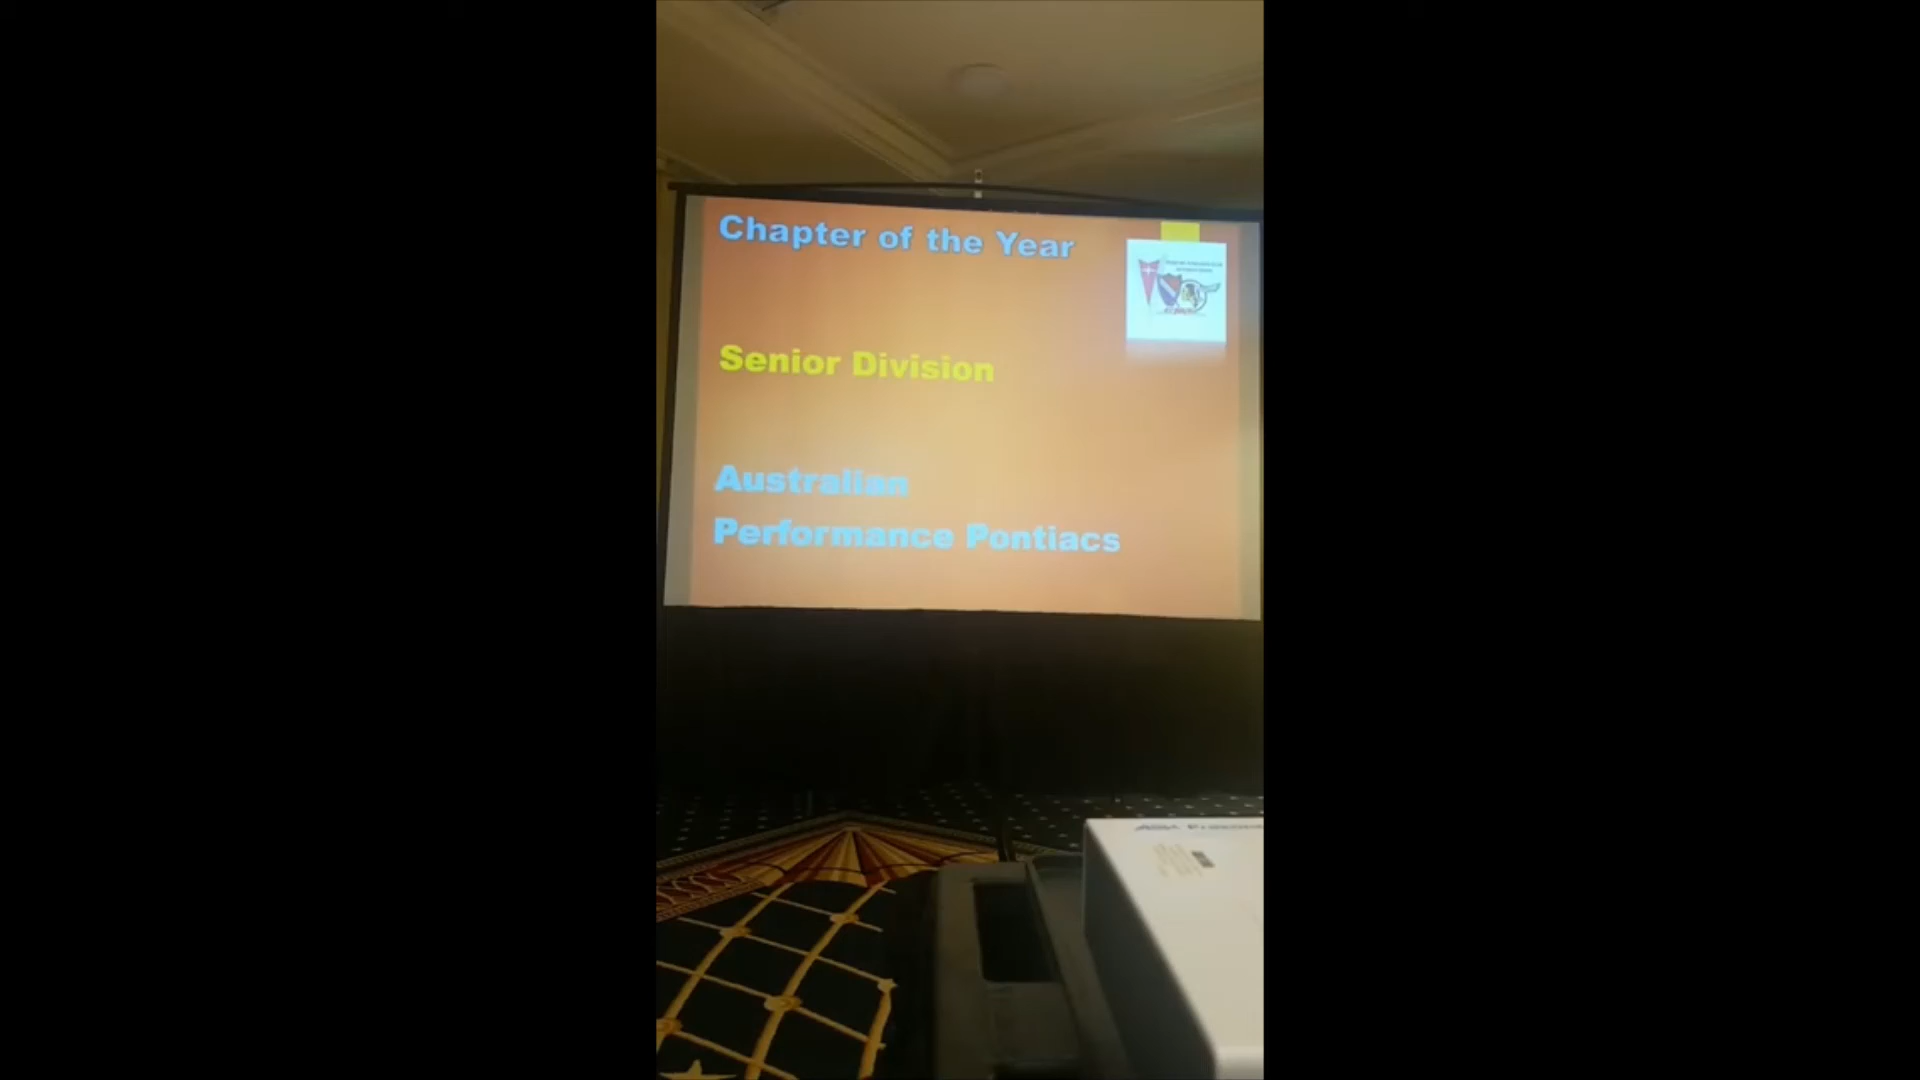 Chapter of the Year
Senior Division
Australian
Performance Pontiacs